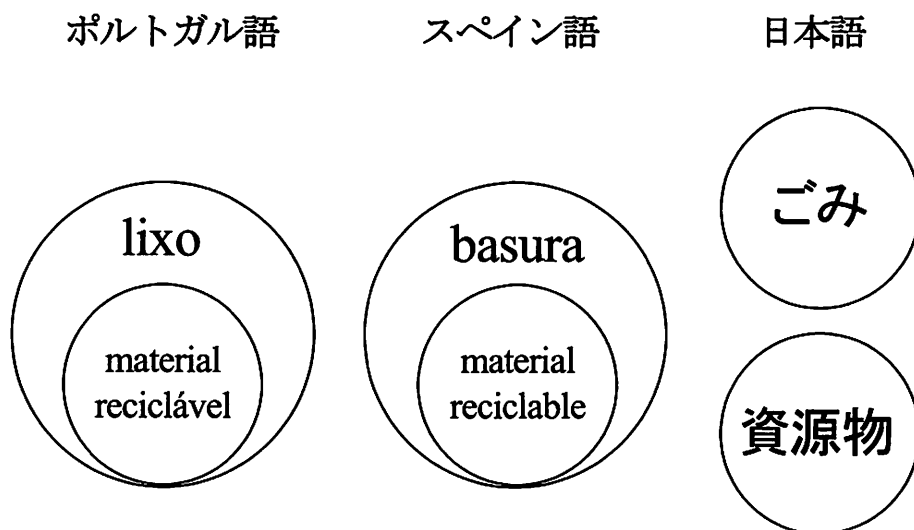 ポルトガル語
スペイン語
日本語
lixo
material
reciclável
basura
material
reciclable
ごみ
資源物